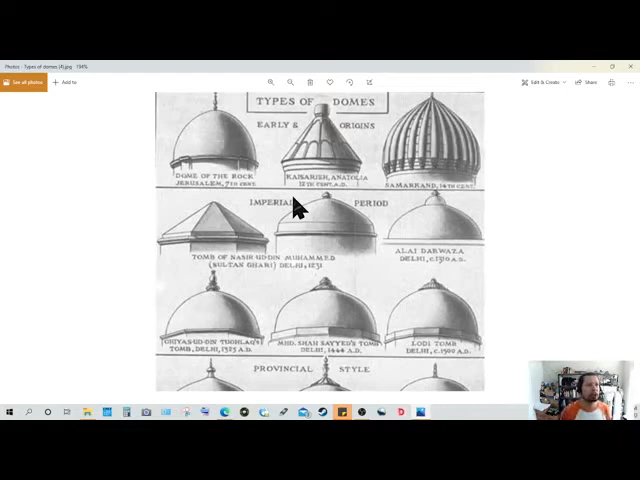 Photos - Types of domes (4).jpg 194%
See all photos
Add to
Edit & Create
Share
TYPES OF DOMES
EARLY & ORIGINS
DOME OF THE ROCK
JERUSALEM, 7TH CENT.
KAISARIEH, ANATOLIA
12TH CENT. A.D.
SAMARKAND, 14TH CENT.
IMPERIAL PERIOD
TOMB OF NASIR-UD-DIN MUHAMMED
(SULTAN GHARI) DELHI, 1231
ALAI DARWAZA
DELHI, c.1310 A.D.
GHIYAS-UD-DIN TUGHLAQ'S
TOMB, DELHI, 1325 A.D.
MHD. SHAH SAYYED'S TOMB
DELHI, 1444 A.D.
LODI TOMB
DELHI, c.1500 A.D.
PROVINCIAL STYLE